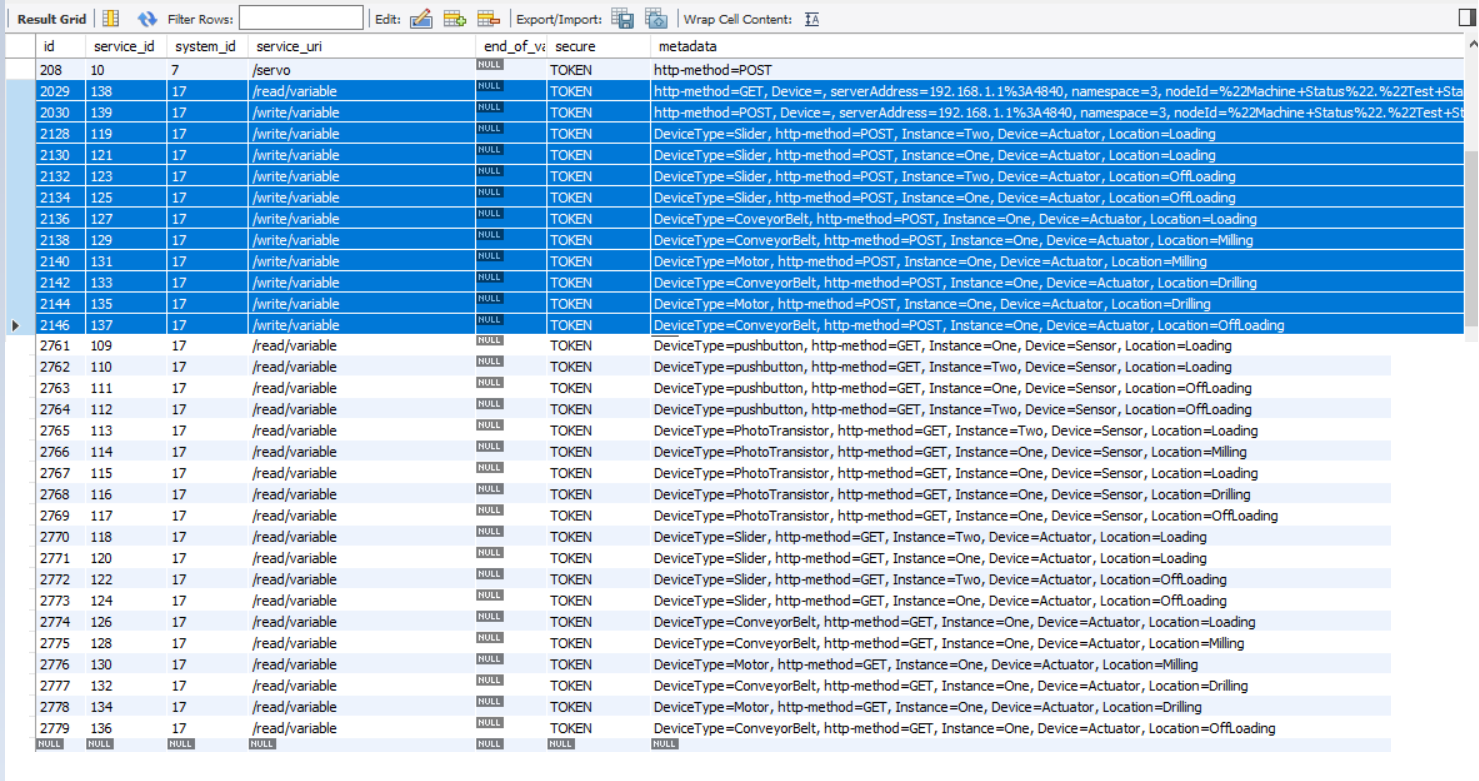 Result Grid Filter Rows: Edit: Export/Import: Wrap Cell Content: IA
id service_id system_id service_uri end_of_va secure metadata
208 10 7 /servo NULL TOKEN http-method=POST
2029 138 17 /read/variable NULL TOKEN http-method=GET, Device=, serverAddress=192.168.1.1%3A4840, namespace=3, nodeId=%22Machine+Status%22.%22Test+Sta
2030 139 17 /write/variable NULL TOKEN http-method=POST, Device=, serverAddress=192.168.1.1%3A4840, namespace=3, nodeId=%22Machine+Status%22.%22Test+St
2128 119 17 /write/variable NULL TOKEN DeviceType=Slider, http-method=POST, Instance=Two, Device=Actuator, Location=Loading
2130 121 17 /write/variable NULL TOKEN DeviceType=Slider, http-method=POST, Instance=One, Device=Actuator, Location=Loading
2132 123 17 /write/variable NULL TOKEN DeviceType=Slider, http-method=POST, Instance=Two, Device=Actuator, Location=OffLoading
2134 125 17 /write/variable NULL TOKEN DeviceType=Slider, http-method=POST, Instance=One, Device=Actuator, Location=OffLoading
2136 127 17 /write/variable NULL TOKEN DeviceType=CoveyorBelt, http-method=POST, Instance=One, Device=Actuator, Location=Loading
2138 129 17 /write/variable NULL TOKEN DeviceType=ConveyorBelt, http-method=POST, Instance=One, Device=Actuator, Location=Milling
2140 131 17 /write/variable NULL TOKEN DeviceType=Motor, http-method=POST, Instance=One, Device=Actuator, Location=Milling
2142 133 17 /write/variable NULL TOKEN DeviceType=ConveyorBelt, http-method=POST, Instance=One, Device=Actuator, Location=Drilling
2144 135 17 /write/variable NULL TOKEN DeviceType=Motor, http-method=POST, Instance=One, Device=Actuator, Location=Drilling
2146 137 17 /write/variable NULL TOKEN DeviceType=ConveyorBelt, http-method=POST, Instance=One, Device=Actuator, Location=OffLoading
2761 109 17 /read/variable NULL TOKEN DeviceType=pushbutton, http-method=GET, Instance=One, Device=Sensor, Location=Loading
2762 110 17 /read/variable NULL TOKEN DeviceType=pushbutton, http-method=GET, Instance=Two, Device=Sensor, Location=Loading
2763 111 17 /read/variable NULL TOKEN DeviceType=pushbutton, http-method=GET, Instance=One, Device=Sensor, Location=OffLoading
2764 112 17 /read/variable NULL TOKEN DeviceType=pushbutton, http-method=GET, Instance=Two, Device=Sensor, Location=OffLoading
2765 113 17 /read/variable NULL TOKEN DeviceType=PhotoTransistor, http-method=GET, Instance=Two, Device=Sensor, Location=Loading
2766 114 17 /read/variable NULL TOKEN DeviceType=PhotoTransistor, http-method=GET, Instance=One, Device=Sensor, Location=Milling
2767 115 17 /read/variable NULL TOKEN DeviceType=PhotoTransistor, http-method=GET, Instance=One, Device=Sensor, Location=Loading
2768 116 17 /read/variable NULL TOKEN DeviceType=PhotoTransistor, http-method=GET, Instance=One, Device=Sensor, Location=Drilling
2769 117 17 /read/variable NULL TOKEN DeviceType=PhotoTransistor, http-method=GET, Instance=One, Device=Sensor, Location=OffLoading
2770 118 17 /read/variable NULL TOKEN DeviceType=Slider, http-method=GET, Instance=Two, Device=Actuator, Location=Loading
2771 120 17 /read/variable NULL TOKEN DeviceType=Slider, http-method=GET, Instance=One, Device=Actuator, Location=Loading
2772 122 17 /read/variable NULL TOKEN DeviceType=Slider, http-method=GET, Instance=Two, Device=Actuator, Location=OffLoading
2773 124 17 /read/variable NULL TOKEN DeviceType=Slider, http-method=GET, Instance=One, Device=Actuator, Location=OffLoading
2774 126 17 /read/variable NULL TOKEN DeviceType=ConveyorBelt, http-method=GET, Instance=One, Device=Actuator, Location=Loading
2775 128 17 /read/variable NULL TOKEN DeviceType=ConveyorBelt, http-method=GET, Instance=One, Device=Actuator, Location=Milling
2776 130 17 /read/variable NULL TOKEN DeviceType=Motor, http-method=GET, Instance=One, Device=Actuator, Location=Milling
2777 132 17 /read/variable NULL TOKEN DeviceType=ConveyorBelt, http-method=GET, Instance=One, Device=Actuator, Location=Drilling
2778 134 17 /read/variable NULL TOKEN DeviceType=Motor, http-method=GET, Instance=One, Device=Actuator, Location=Drilling
2779 136 17 /read/variable NULL TOKEN DeviceType=ConveyorBelt, http-method=GET, Instance=One, Device=Actuator, Location=OffLoading
NULL NULL NULL NULL NULL NULL NULL